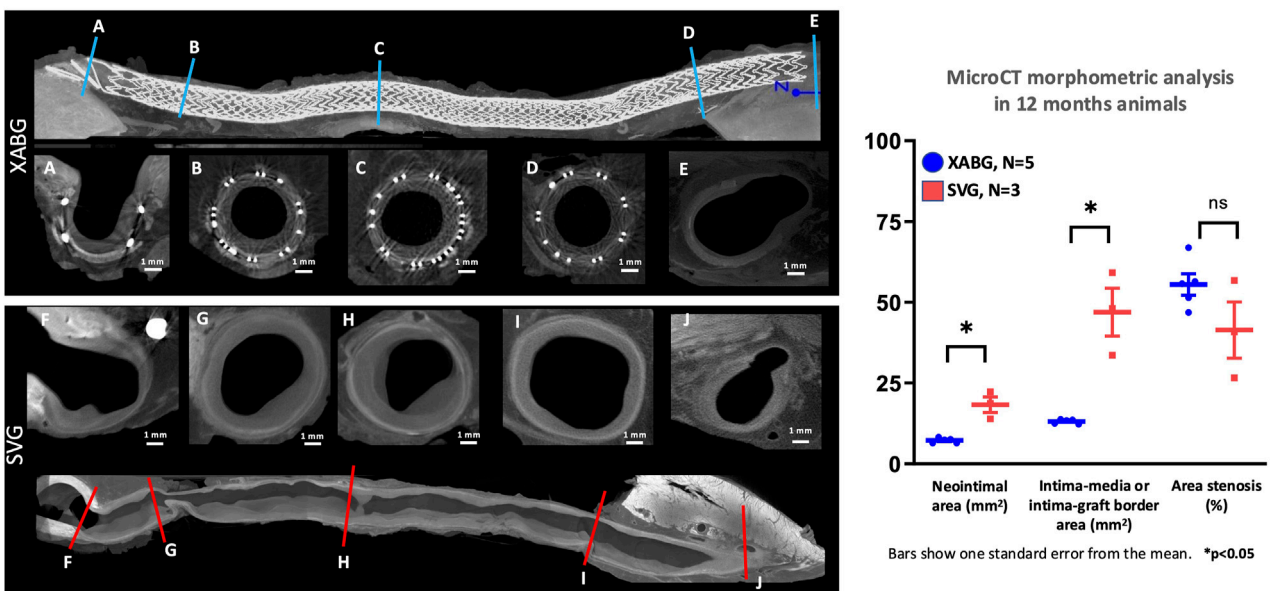 XABG
A
B
C
D
E
N
A
1 mm
B
1 mm
C
1 mm
D
1 mm
E
1 mm
SVG
F
1 mm
G
1 mm
H
1 mm
I
1 mm
J
1 mm
F
G
H
I
J
MicroCT morphometric analysis
in 12 months animals
100
75
50
25
0
XABG, N=5
SVG, N=3
*
*
ns
Neointimal
area (mm²)
Intima-media or
intima-graft border
area (mm²)
Area stenosis
(%)
Bars show one standard error from the mean. *p<0.05